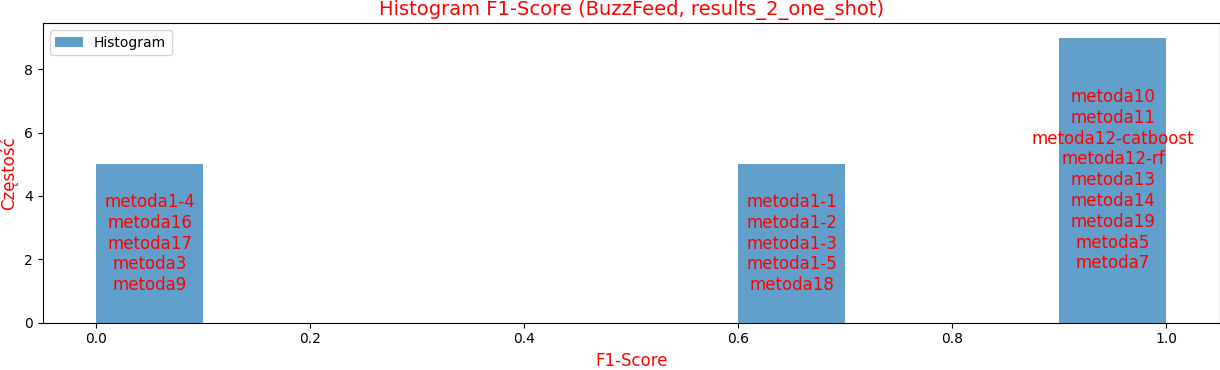 Histogram F1-Score (BuzzFeed, results_2_one_shot)
Histogram
Częstość
8
6
4
2
0
metoda1-4
metoda16
metoda17
metoda3
metoda9
metoda1-1
metoda1-2
metoda1-3
metoda1-5
metoda18
metoda10
metoda11
metoda12-catboost
metoda12-rf
metoda13
metoda14
metoda19
metoda5
metoda7
0.0 0.2 0.4 0.6 0.8 1.0
F1-Score